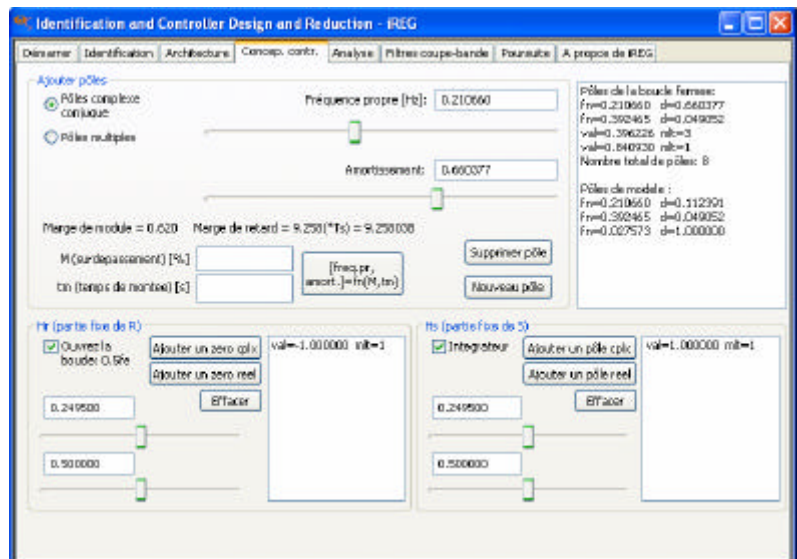 Identification and Controller Design and Reduction - iREG
Démarrer Identification Architecture Concep. contr. Analyse Filtres coupe-bande Poursuite A propos de iREG
Ajouter pôles
Pôles complexe
conjugue
Pôles multiples
Fréquence propre [Hz]: 0.210660
Amortissement: 0.660377
Marge de module = 0.620 Marge de retard = 9.258(*Ts) = 9.258038
M(surdepassement) [%]
tm (temps de montee) [s]
[freq.pr,
amort.]=fn(M,tm)
Supprimer pôle
Nouveau pôle
Pôles de la boucle fermee:
fn=0.210660 d=0.660377
fn=0.392465 d=0.049052
val=0.396226 mlt=3
val=0.840930 mlt=1
Nombre total de pôles: 8
Pôles de modele :
fn=0.210660 d=0.112391
fn=0.392465 d=0.049052
fn=0.027573 d=1.000000
Hr (partie fixe de R)
Ouvrez la
boucle: 0.5fe
Ajouter un zero cplx
Ajouter un zero reel
Effacer
0.249500
0.500000
val=-1.000000 mlt=1
Hs (partie fixe de S)
Integrateur
Ajouter un pôle cplx
Ajouter un pôle reel
Effacer
0.249500
0.500000
val=1.000000 mlt=1